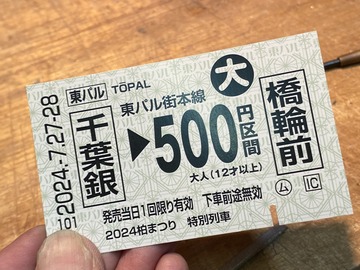 2024.7.27-28
101
東パル TŌPAL
大
東パル街本線
千葉銀
▶500円区間
橋輪前
大人(12才以上)
発売当日1回限り有効 下車前途無効
2024柏まつり 特別列車
ム
IC